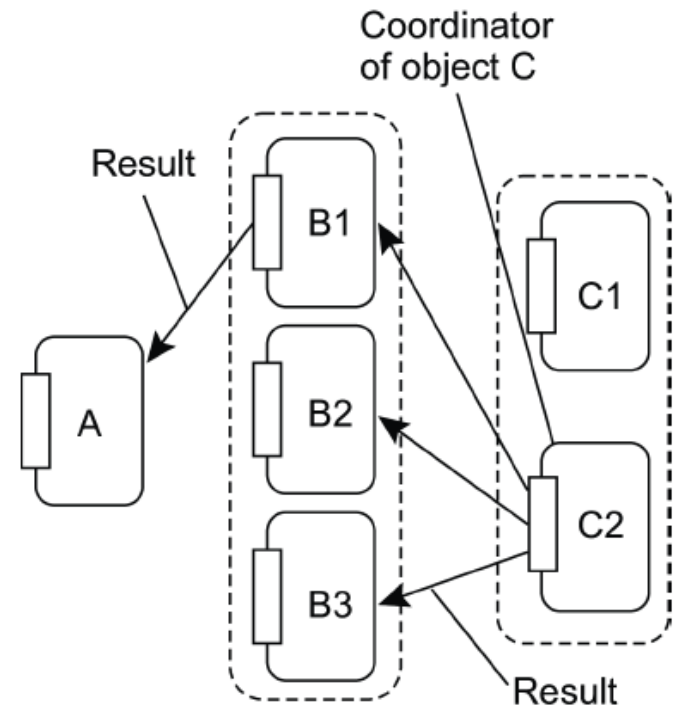 Coordinator
of object C
Result
B1
C1
B2
A
C2
B3
Result